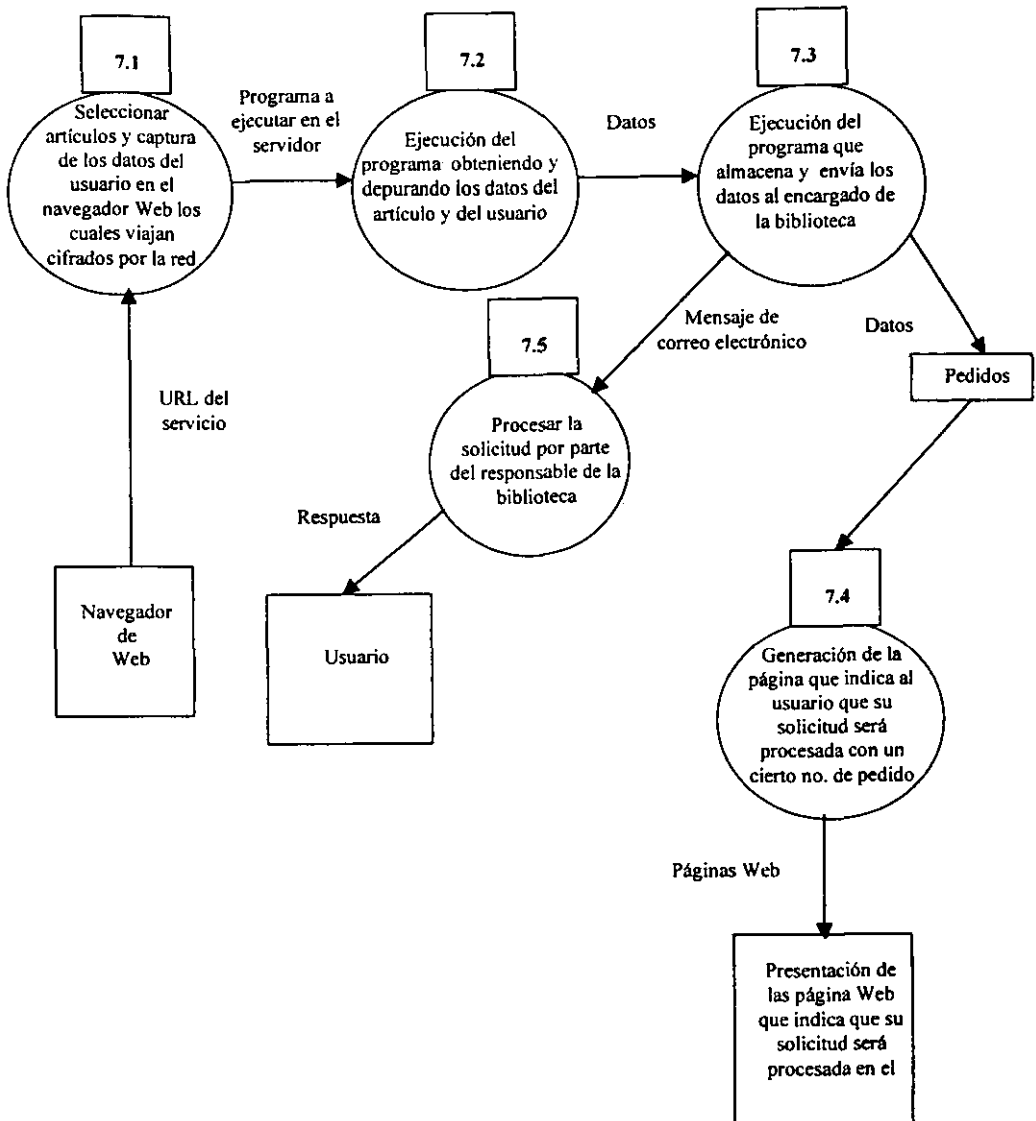 7.1
Seleccionar
artículos y captura
de los datos del
usuario en el
navegador Web los
cuales viajan
cifrados por la red
Programa a
ejecutar en el
servidor
7.2
Ejecución del
programa obteniendo y
depurando los datos del
artículo y del usuario
Datos
7.3
Ejecución del
programa que
almacena y envía los
datos al encargado de
la biblioteca
Mensaje de
correo electrónico
Datos
Pedidos
7.5
Procesar la
solicitud por parte
del responsable de la
biblioteca
URL del
servicio
Respuesta
Navegador
de
Web
Usuario
7.4
Generación de la
página que indica al
usuario que su
solicitud será
procesada con un
cierto no. de pedido
Páginas Web
Presentación de
las página Web
que indica que su
solicitud será
procesada en el